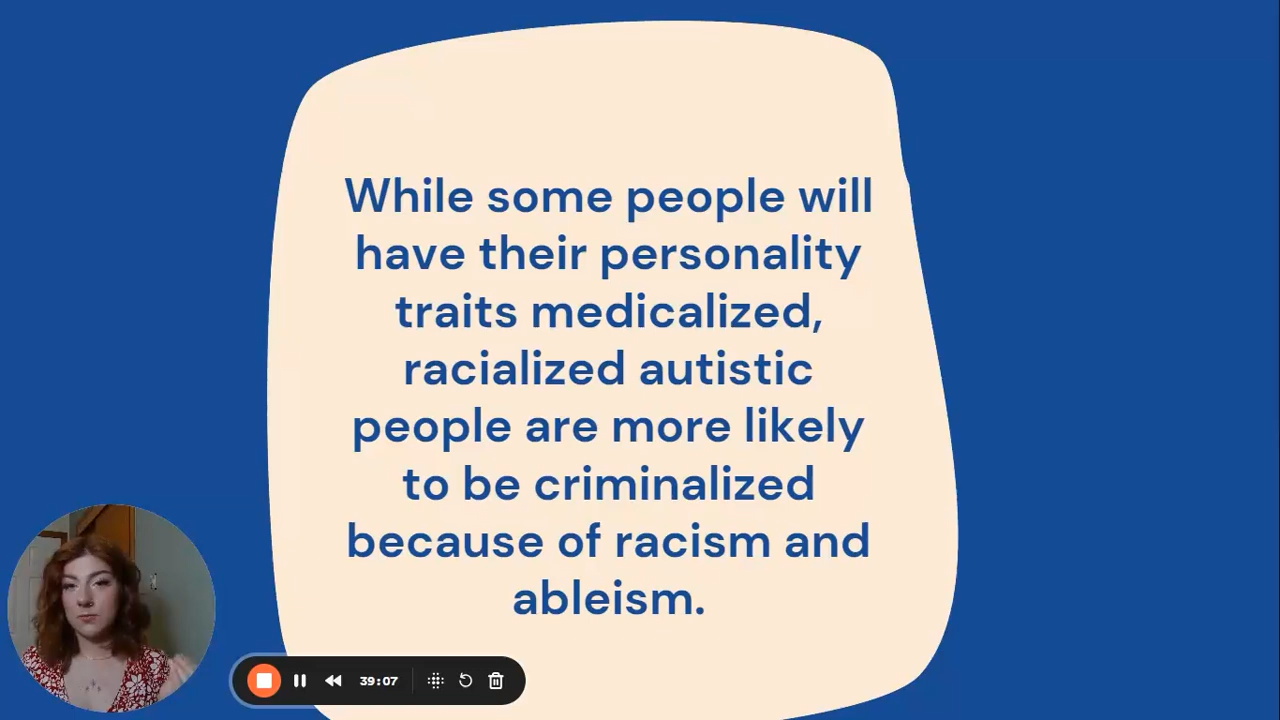 While some people will
have their personality
traits medicalized,
racialized autistic
people are more likely
to be criminalized
because of racism and
ableism.
39:07